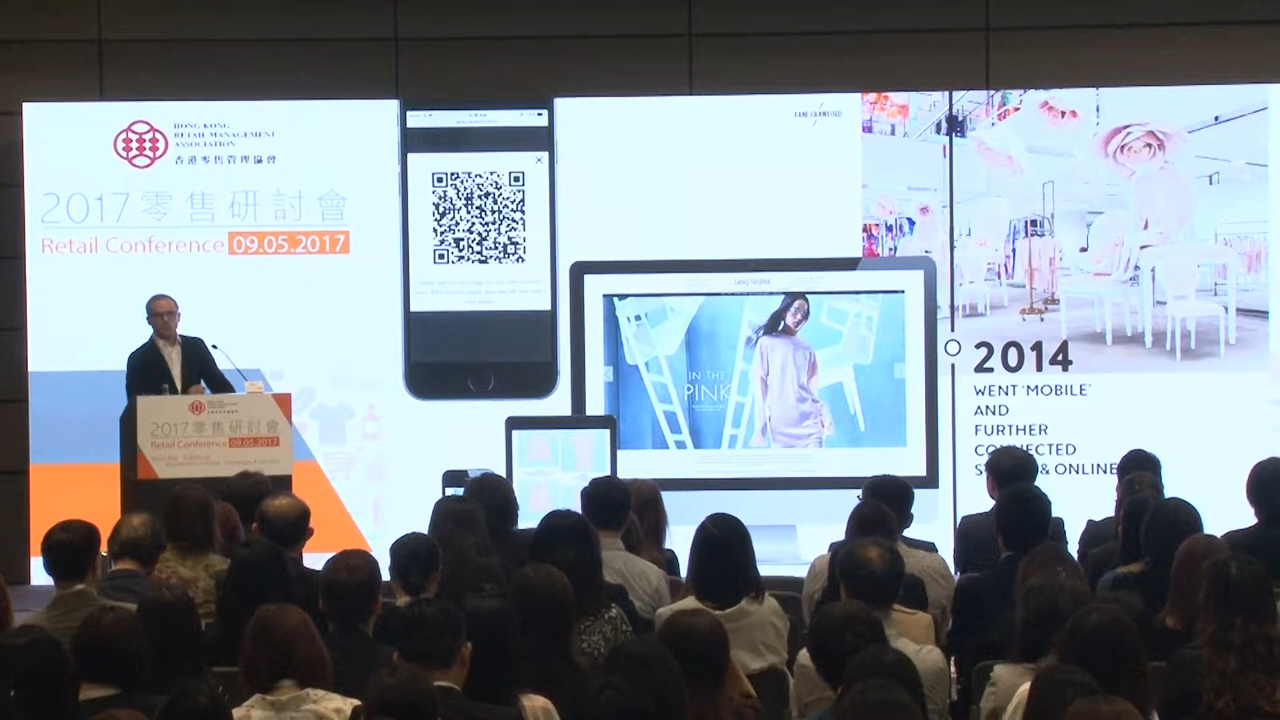 HONG KONG
RETAIL MANAGEMENT
ASSOCIATION
香港零售管理協會
2017零售研討會
Retail Conference 09.05.2017
LANE CRAWFORD
IN THE
PINK
2014
WENT 'MOBILE'
AND
FURTHER
CONNECTED
& ONLINE
2017零售研討會
Retail Conference 09.05.2017